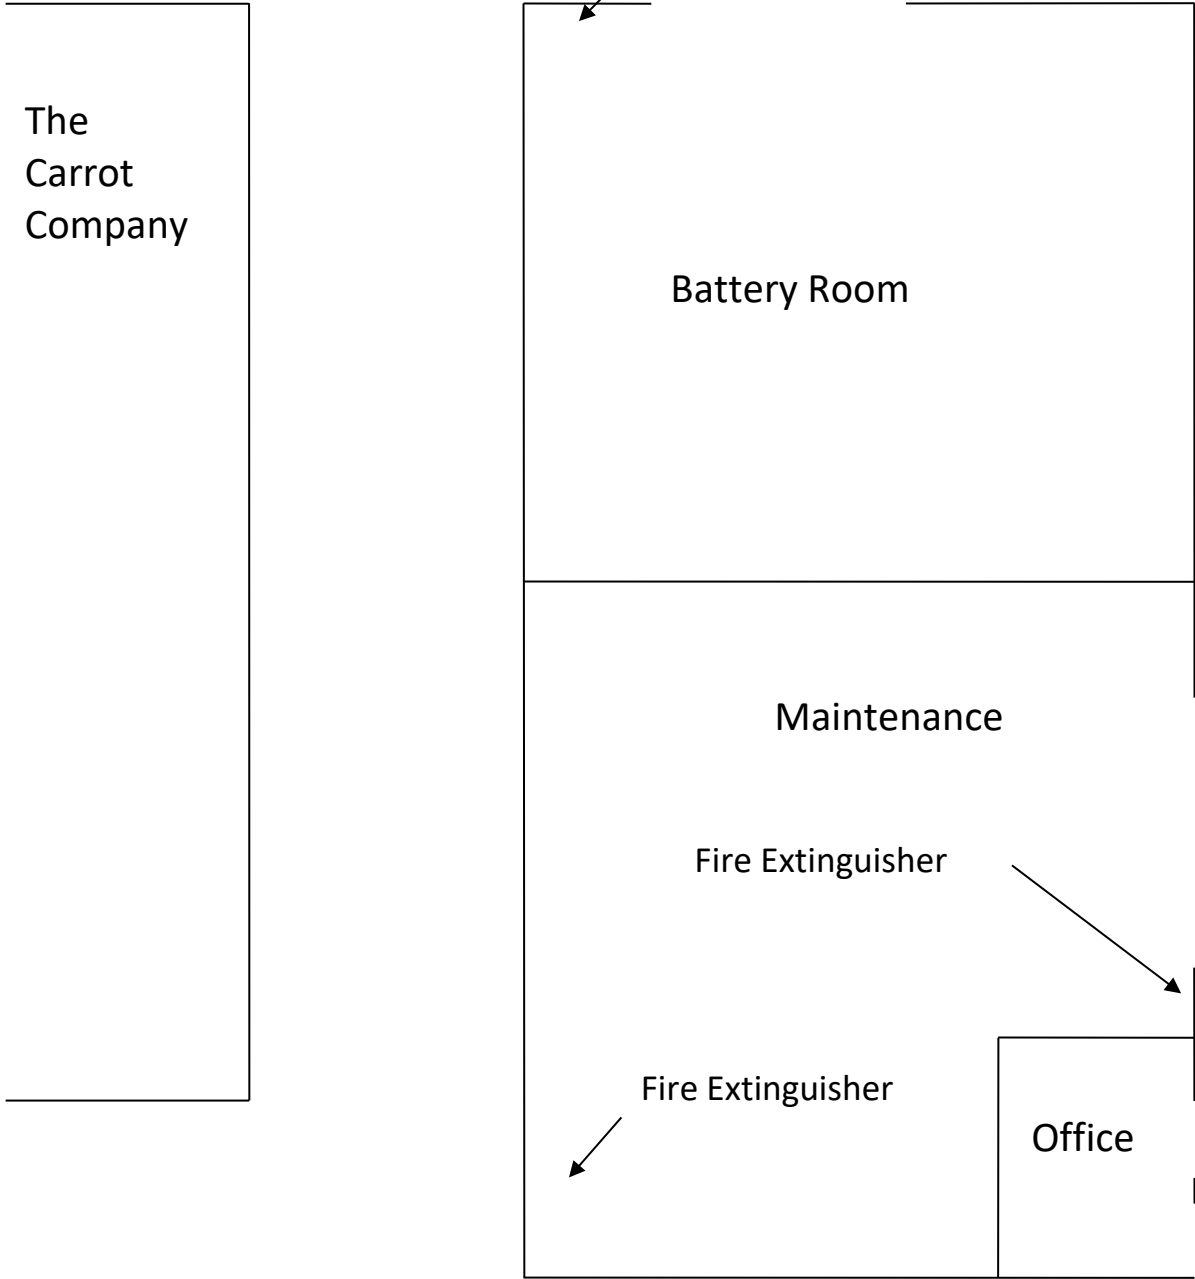 The
Carrot
Company
Battery Room
Maintenance
Fire Extinguisher
Fire Extinguisher
Office